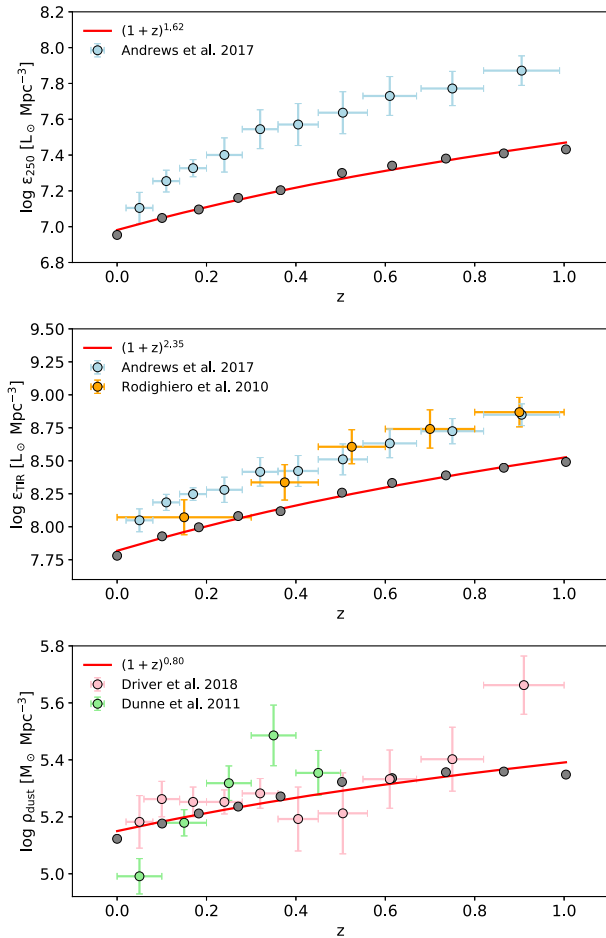 (1+z)^1,62
Andrews et al. 2017
8.0
7.8
7.6
7.4
7.2
7.0
6.8
log ε250 [L⊙ Mpc−3]
0.0 0.2 0.4 0.6 0.8 1.0
z
(1+z)^2,35
Andrews et al. 2017
Rodighiero et al. 2010
9.50
9.25
9.00
8.75
8.50
8.25
8.00
7.75
log εTIR [L⊙ Mpc−3]
0.0 0.2 0.4 0.6 0.8 1.0
z
(1+z)^0,80
Driver et al. 2018
Dunne et al. 2011
5.8
5.6
5.4
5.2
5.0
log ρdust [M⊙ Mpc−3]
0.0 0.2 0.4 0.6 0.8 1.0
z